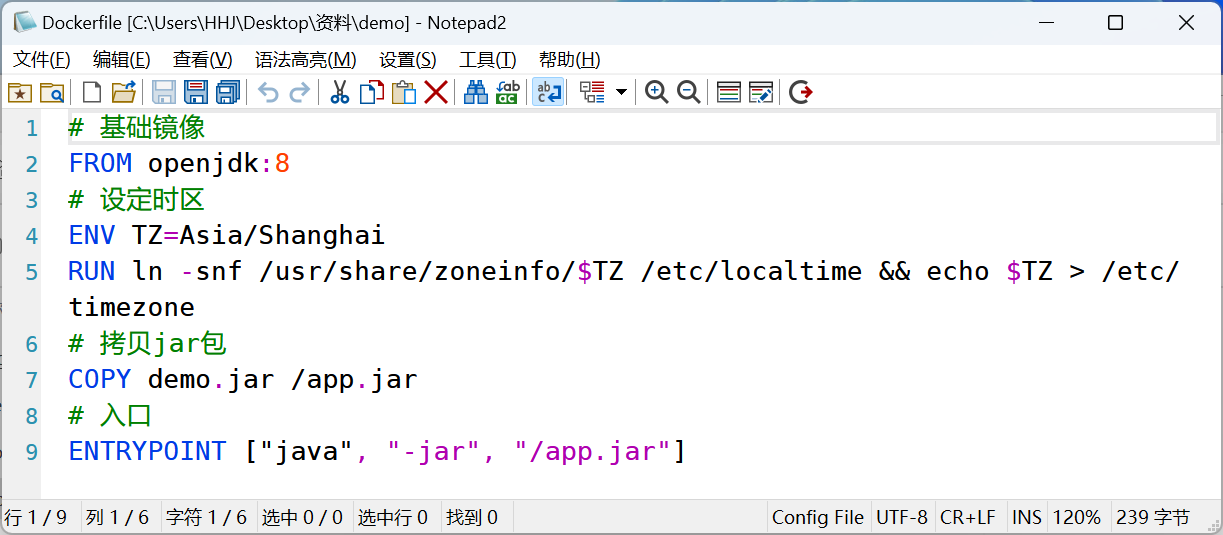 Dockerfile [C:\Users\HHJ\Desktop\资料\demo] - Notepad2
文件(F) 编辑(E) 查看(V) 语法高亮(M) 设置(S) 工具(T) 帮助(H)
1 # 基础镜像
2 FROM openjdk:8
3 # 设定时区
4 ENV TZ=Asia/Shanghai
5 RUN ln -snf /usr/share/zoneinfo/$TZ /etc/localtime && echo $TZ > /etc/
timezone
6 # 拷贝jar包
7 COPY demo.jar /app.jar
8 # 入口
9 ENTRYPOINT ["java", "-jar", "/app.jar"]
行 1 / 9 列 1 / 6 字符 1 / 6 选中 0 / 0 选中行 0 找到 0 Config File UTF-8 CR+LF INS 120% 239 字节